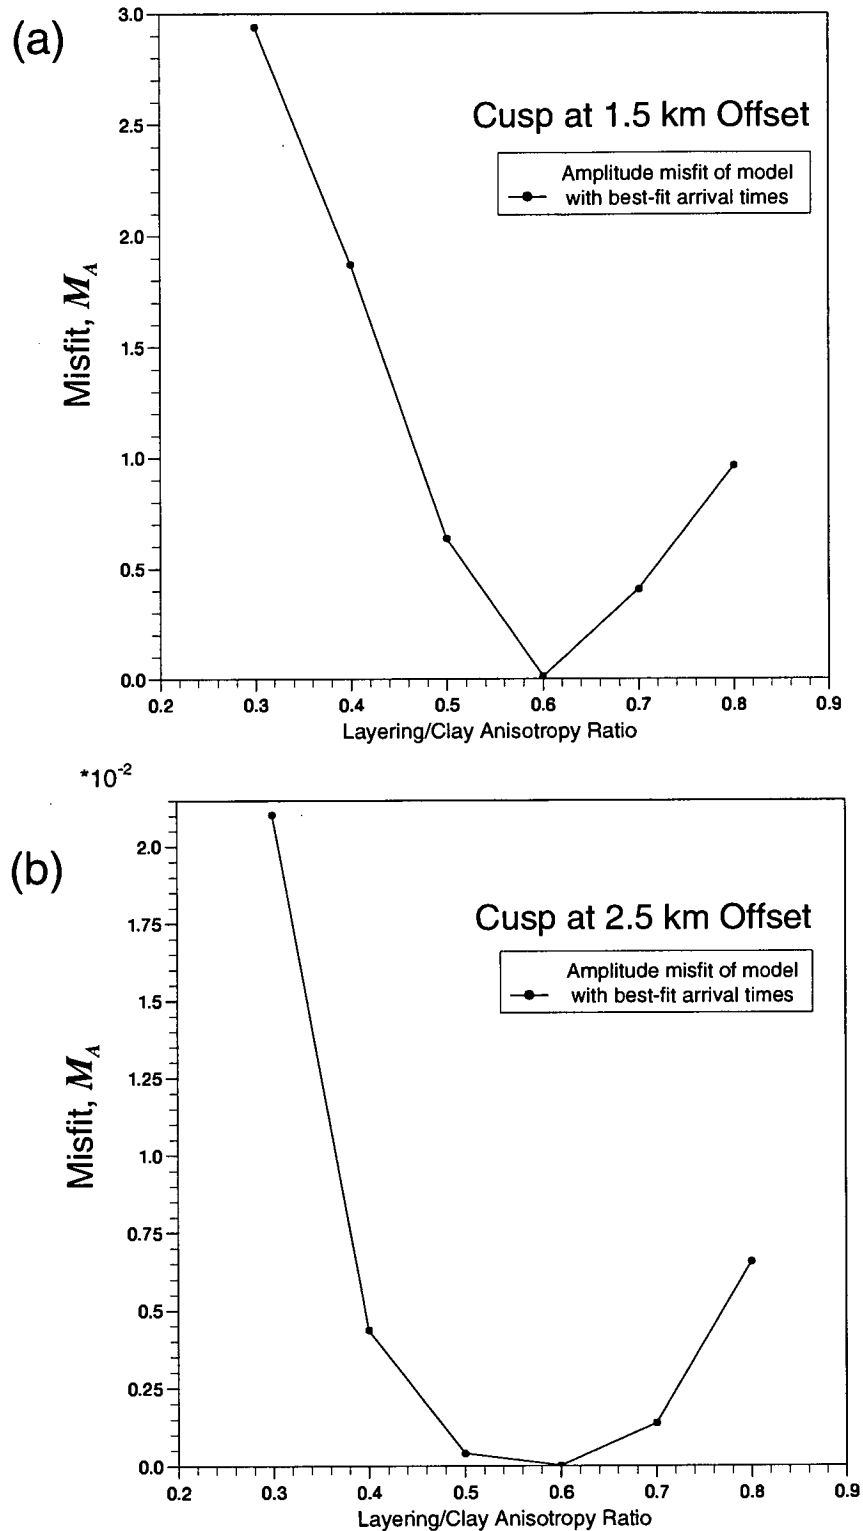 (a)
Cusp at 1.5 km Offset
Amplitude misfit of model
with best-fit arrival times
Misfit, M_A
3.0
2.5
2.0
1.5
1.0
0.5
0.0
0.2 0.3 0.4 0.5 0.6 0.7 0.8 0.9
Layering/Clay Anisotropy Ratio
*10-2
(b)
Cusp at 2.5 km Offset
Amplitude misfit of model
with best-fit arrival times
Misfit, M_A
2.0
1.75
1.5
1.25
1.0
0.75
0.5
0.25
0.0
0.2 0.3 0.4 0.5 0.6 0.7 0.8 0.9
Layering/Clay Anisotropy Ratio